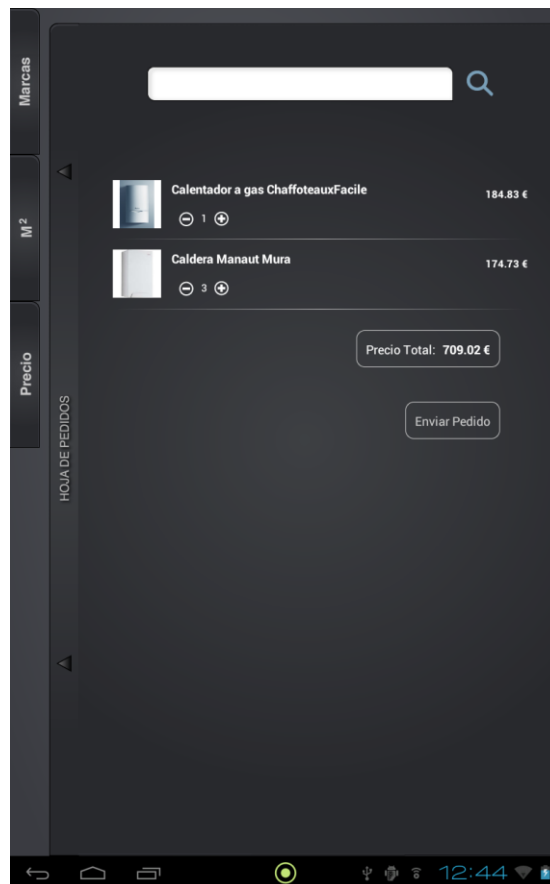 Marcas
M²
Precio
HOJA DE PEDIDOS
Calentador a gas ChaffoteauxFacile
184.83 €
1
Caldera Manaut Mura
174.73 €
3
Precio Total: 709.02 €
Enviar Pedido
12:44